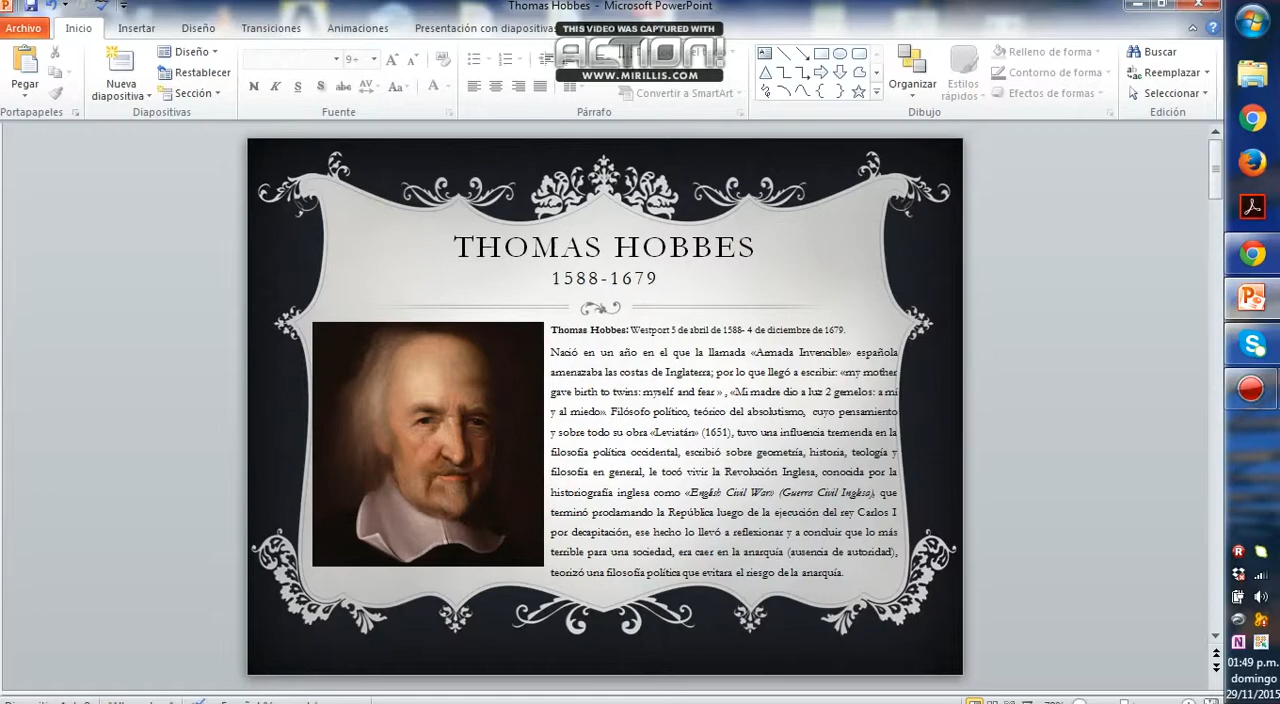 Thomas Hobbes - Microsoft PowerPoint
Archivo Inicio Insertar Diseño Transiciones Animaciones Presentación con diapositivas
THIS VIDEO WAS CAPTURED WITH
ACTION!
WWW.MIRILLIS.COM
Pegar
Nueva diapositiva
Diseño
Restablecer
Sección
9+
N K S S abc AV Aa A
Convertir a SmartArt
Organizar
Estilos rápidos
Relleno de forma
Contorno de forma
Efectos de formas
Buscar
Reemplazar
Seleccionar
Portapapeles Diapositivas Fuente Párrafo Dibujo Edición
THOMAS HOBBES
1588-1679
Thomas Hobbes: Westport 5 de abril de 1588- 4 de diciembre de 1679.
Nació en un año en el que la llamada «Armada Invencible» española
amenazaba las costas de Inglaterra; por lo que llegó a escribir: «my mother
gave birth to twins: myself and fear » , «Mi madre dio a luz 2 gemelos: a mí
y al miedo». Filósofo político, teórico del absolutismo, cuyo pensamiento
y sobre todo su obra «Leviatán» (1651), tuvo una influencia tremenda en la
filosofía política occidental, escribió sobre geometría, historia, teología y
filosofía en general, le tocó vivir la Revolución Inglesa, conocida por la
historiografía inglesa como «English Civil War» (Guerra Civil Inglesa), que
terminó proclamando la República luego de la ejecución del rey Carlos I
por decapitación, ese hecho lo llevó a reflexionar y a concluir que lo más
terrible para una sociedad, era caer en la anarquía (ausencia de autoridad),
teorizó una filosofía política que evitara el riesgo de la anarquía.
01:49 p.m.
domingo
29/11/2015